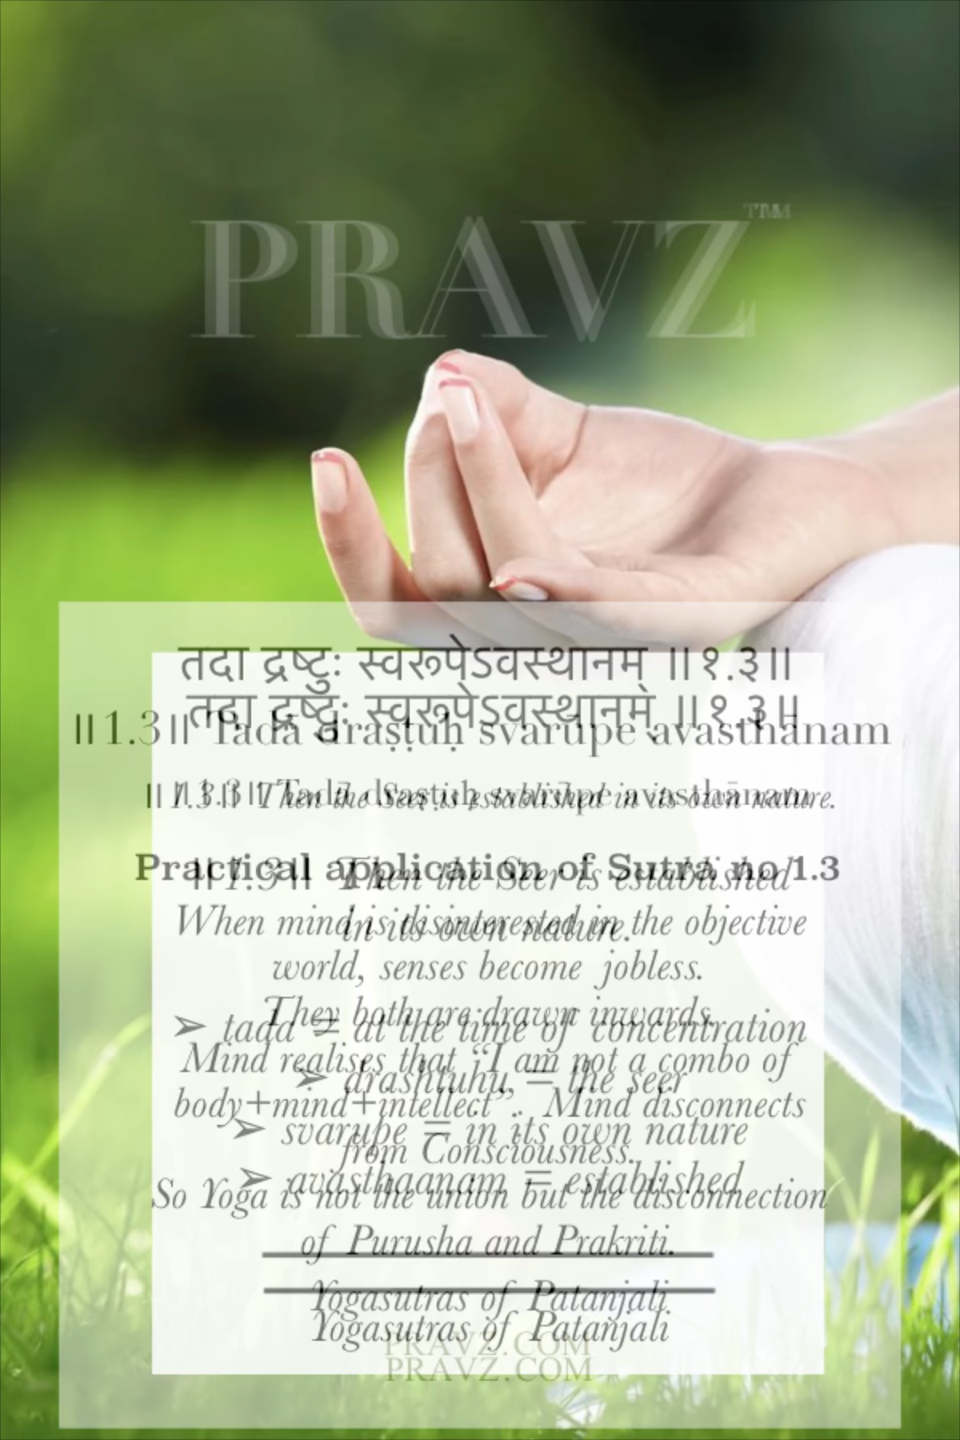 PRAVZ™
तदा द्रष्टुः स्वरूपेऽवस्थानम् ॥१.३॥
तदा द्रष्टुः स्वरूपेऽवस्थानम् ॥१.३॥
॥1.3॥ Tadā draṣṭuḥ svarūpe avasthānam
॥1.3॥ Tadā draṣṭuḥ svarūpe avasthānam
॥1.3॥ Then the Seer is established in its own nature.
Practical application of Sutra no 1.3
॥1.3॥ Then the Seer is established
in its own nature.
When mind is disinterested in the objective
world, senses become jobless.
They both are drawn inwards.
Mind realises that “I am not a combo of
body+mind+intellect”. Mind disconnects
from Consciousness.
So Yoga is not the union but the disconnection
of Purusha and Prakriti.
➢ tada = at the time of concentration
➢ drashtuhu = the seer
➢ svarupe = in its own nature
➢ avasthaanam = established
Yogasutras of Patanjali
Yogasutras of Patanjali
PRAVZ.COM
PRAVZ.COM